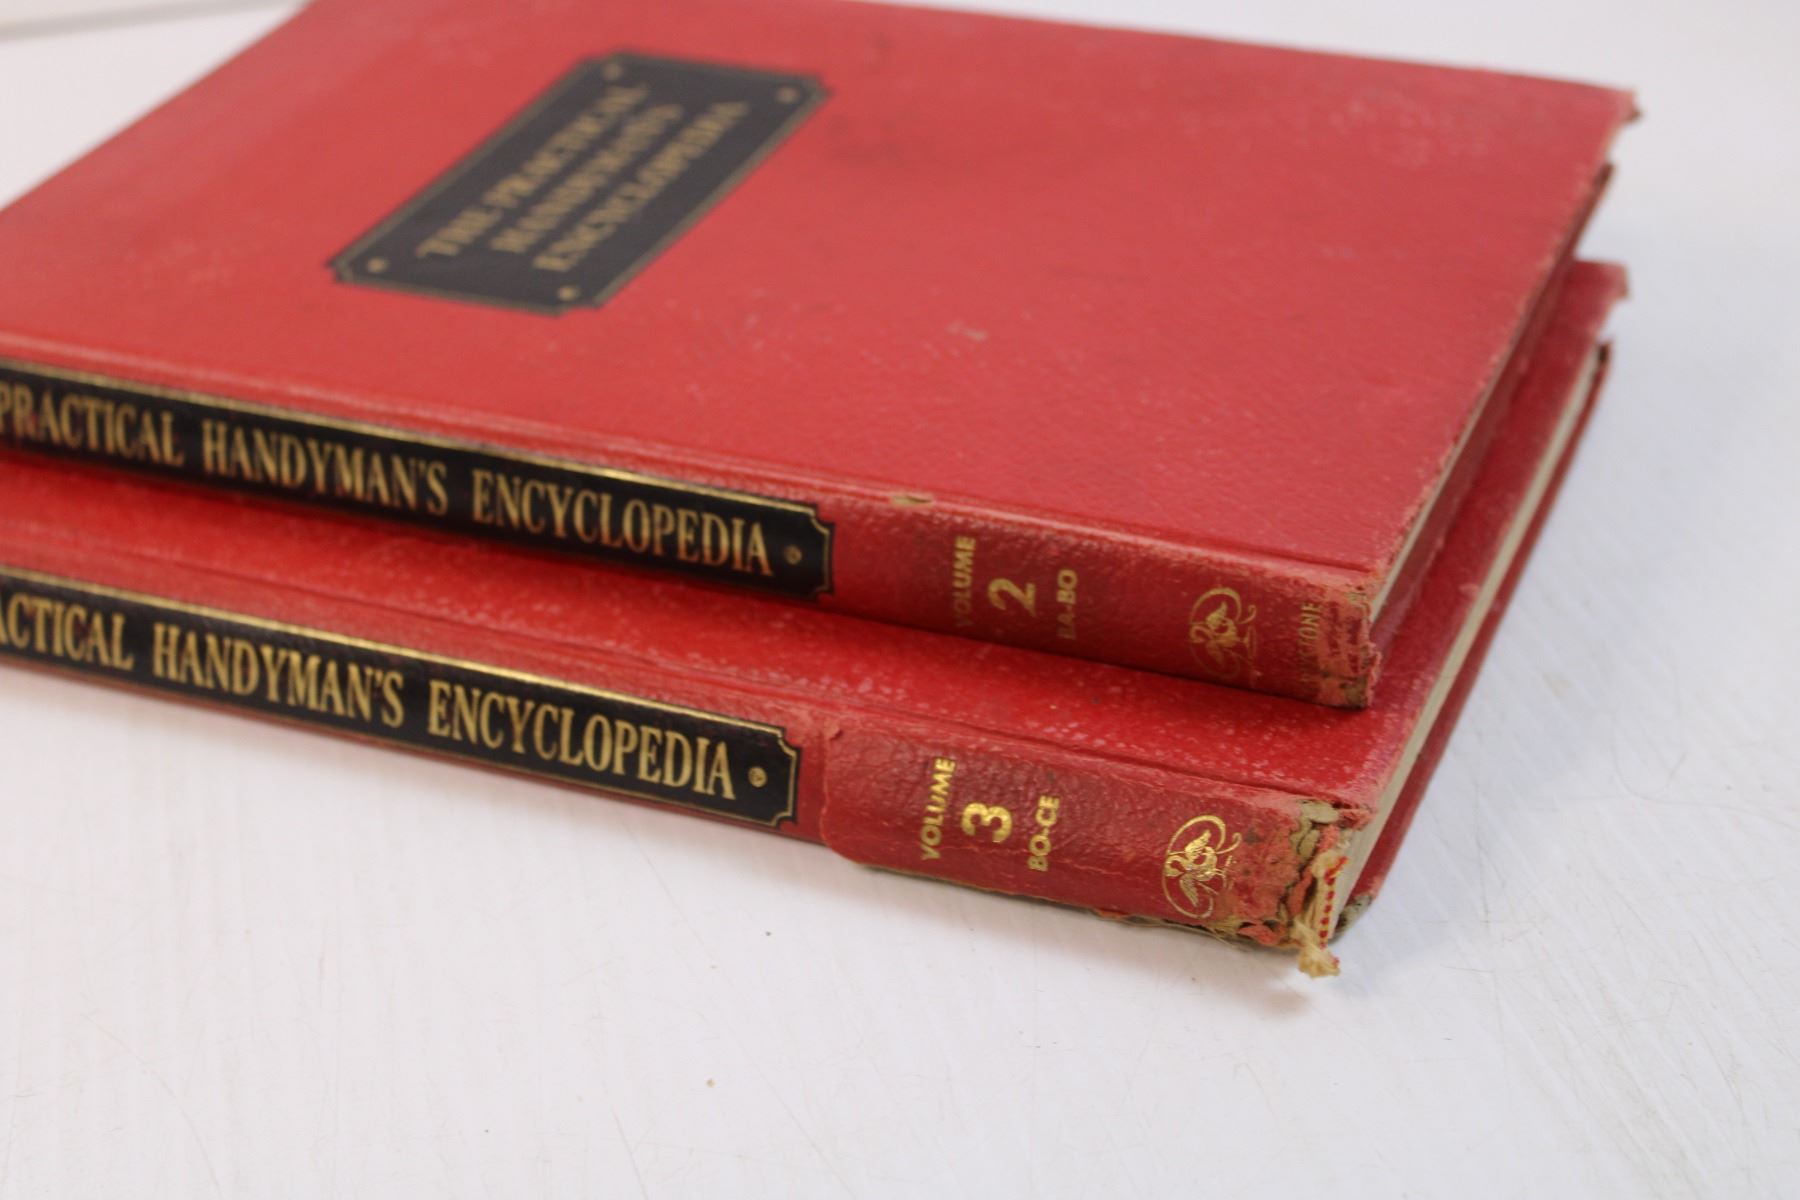 THE PRACTICAL
HANDYMAN'S
ENCYCLOPEDIA
PRACTICAL HANDYMAN'S ENCYCLOPEDIA
VOLUME
2
BA-BO
ACTICAL HANDYMAN'S ENCYCLOPEDIA
VOLUME
3
BO-CE